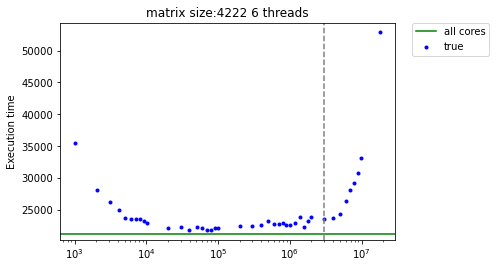 matrix size:4222 6 threads
all cores
true
Execution time
50000
45000
40000
35000
30000
25000
10³
10⁴
10⁵
10⁶
10⁷